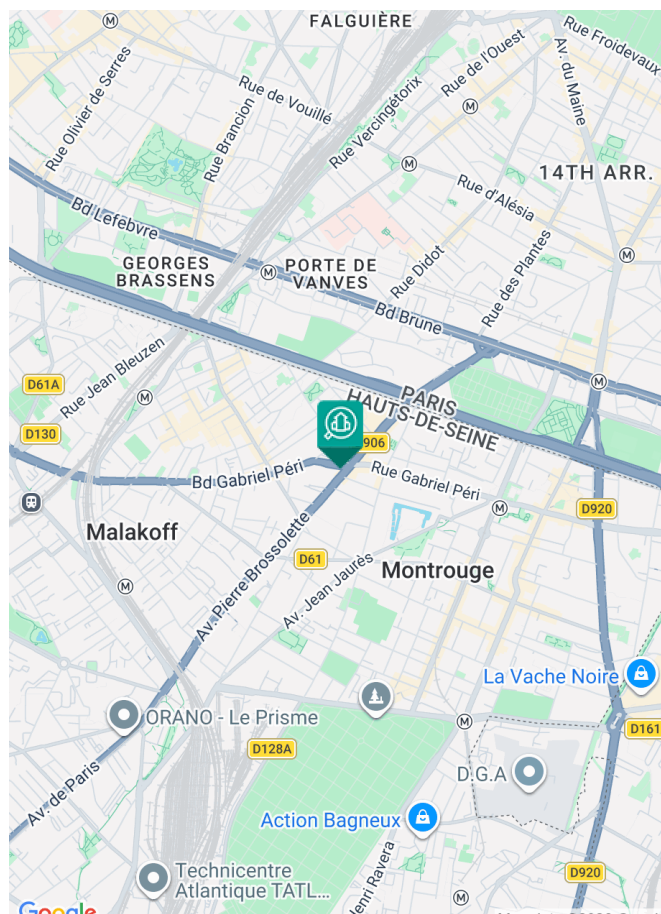 FALGUIÈRE
Rue Froidevaux
Rue de l'Ouest
Av. du Maine
Rue Olivier de Serres
Rue de Vouillé
Rue Vercingétorix
Rue Brancion
14TH ARR.
Rue d'Alésia
Bd Lefebvre
Rue Didot
Rue des Plantes
GEORGES
BRASSENS
PORTE DE
VANVES
Bd Brune
Rue Jean Bleuzen
D61A
PARIS
HAUTS-DE-SEINE
D130
906
Bd Gabriel Péri
Rue Gabriel Péri
D920
Malakoff
Av. Pierre Brossolette
D61
Av. Jean Jaurès
Montrouge
La Vache Noire
ORANO - Le Prisme
D161
D128A
D.G.A
Av. de Paris
Action Bagneux
Technicentre
Atlantique TATL...
Henri Ravera
D920
Google
M
M
M
M
M
M
M
M
M
M
M